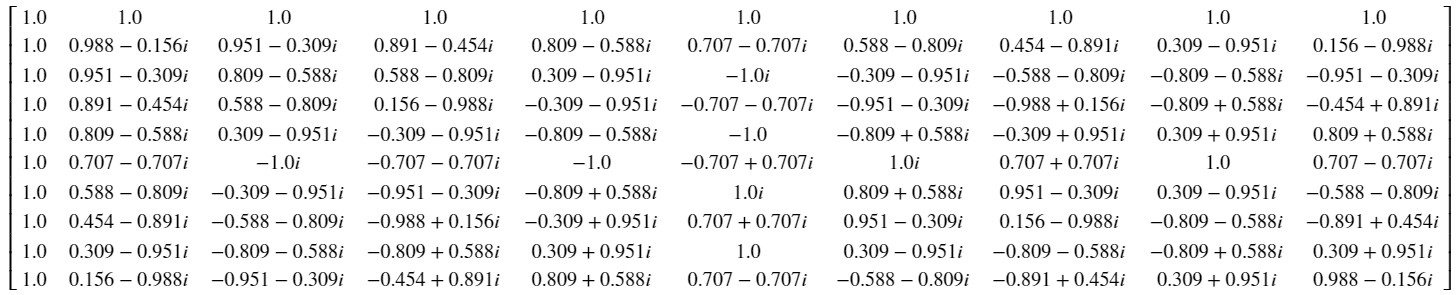 1.0 1.0 1.0 1.0 1.0 1.0 1.0 1.0 1.0 1.0
1.0 0.988 − 0.156i 0.951 − 0.309i 0.891 − 0.454i 0.809 − 0.588i 0.707 − 0.707i 0.588 − 0.809i 0.454 − 0.891i 0.309 − 0.951i 0.156 − 0.988i
1.0 0.951 − 0.309i 0.809 − 0.588i 0.588 − 0.809i 0.309 − 0.951i −1.0i −0.309 − 0.951i −0.588 − 0.809i −0.809 − 0.588i −0.951 − 0.309i
1.0 0.891 − 0.454i 0.588 − 0.809i 0.156 − 0.988i −0.309 − 0.951i −0.707 − 0.707i −0.951 − 0.309i −0.988 + 0.156i −0.809 + 0.588i −0.454 + 0.891i
1.0 0.809 − 0.588i 0.309 − 0.951i −0.309 − 0.951i −0.809 − 0.588i −1.0 −0.809 + 0.588i −0.309 + 0.951i 0.309 + 0.951i 0.809 + 0.588i
1.0 0.707 − 0.707i −1.0i −0.707 − 0.707i −1.0 −0.707 + 0.707i 1.0i 0.707 + 0.707i 1.0 0.707 − 0.707i
1.0 0.588 − 0.809i −0.309 − 0.951i −0.951 − 0.309i −0.809 + 0.588i 1.0i 0.809 + 0.588i 0.951 − 0.309i 0.309 − 0.951i −0.588 − 0.809i
1.0 0.454 − 0.891i −0.588 − 0.809i −0.988 + 0.156i −0.309 + 0.951i 0.707 + 0.707i 0.951 − 0.309i 0.156 − 0.988i −0.809 − 0.588i −0.891 + 0.454i
1.0 0.309 − 0.951i −0.809 − 0.588i −0.809 + 0.588i 0.309 + 0.951i 1.0 0.309 − 0.951i −0.809 − 0.588i −0.809 + 0.588i 0.309 + 0.951i
1.0 0.156 − 0.988i −0.951 − 0.309i −0.454 + 0.891i 0.809 + 0.588i 0.707 − 0.707i −0.588 − 0.809i −0.891 + 0.454i 0.309 + 0.951i 0.988 − 0.156i